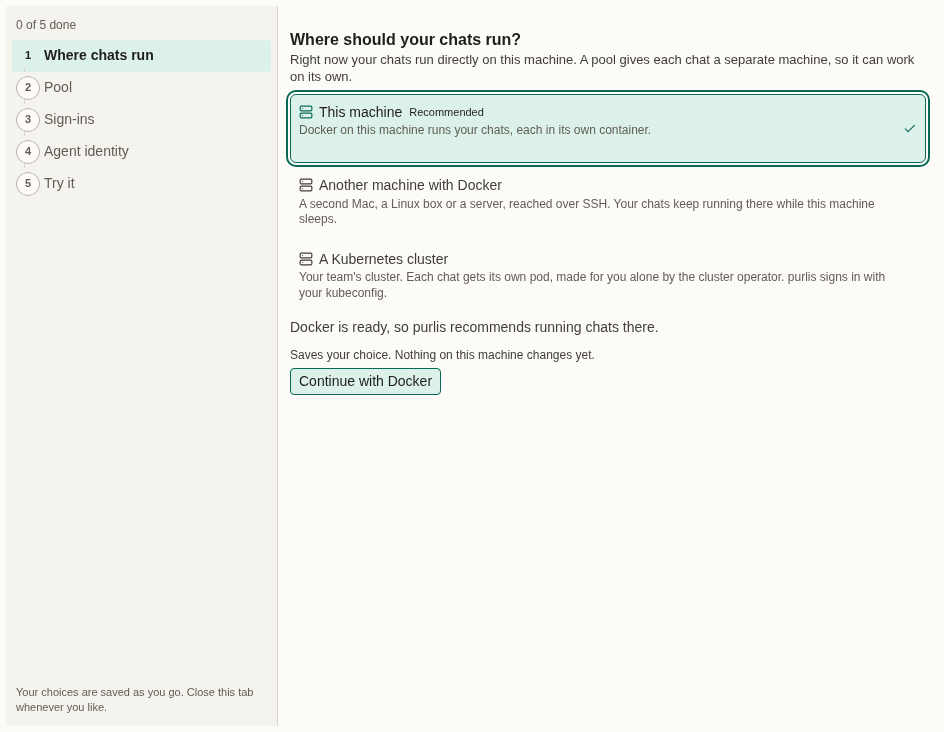 0 of 5 done
1 Where chats run
2 Pool
3 Sign-ins
4 Agent identity
5 Try it
Your choices are saved as you go. Close this tab
whenever you like.
Where should your chats run?
Right now your chats run directly on this machine. A pool gives each chat a separate machine, so it can work
on its own.
This machine Recommended
Docker on this machine runs your chats, each in its own container.
Another machine with Docker
A second Mac, a Linux box or a server, reached over SSH. Your chats keep running there while this machine
sleeps.
A Kubernetes cluster
Your team's cluster. Each chat gets its own pod, made for you alone by the cluster operator. purlis signs in with
your kubeconfig.
Docker is ready, so purlis recommends running chats there.
Saves your choice. Nothing on this machine changes yet.
Continue with Docker